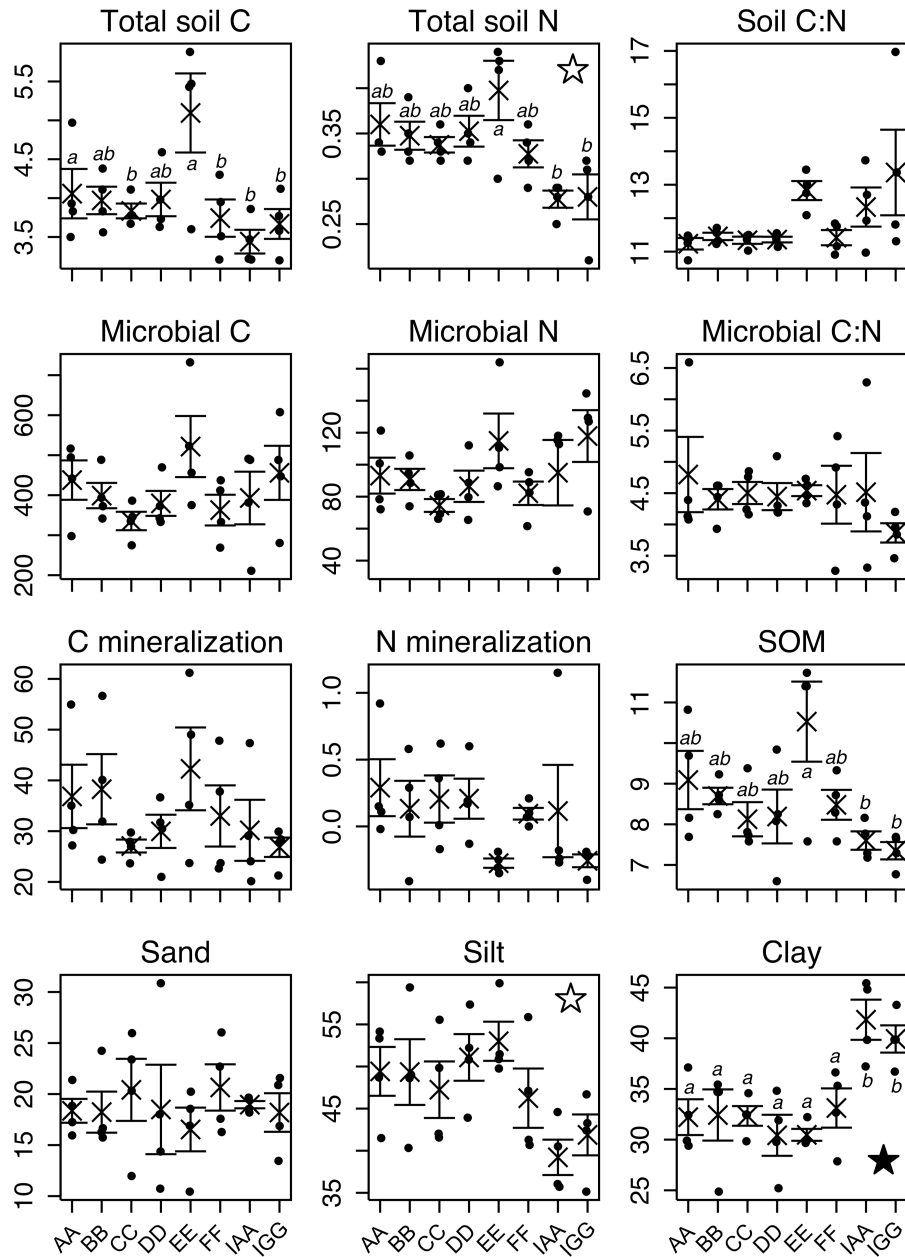 Total soil C Total soil N Soil C:N
3.5 4.5 5.5
a ab b ab a b b b
0.25 0.35
ab ab ab ab a ab b b
11 13 15 17
Microbial C Microbial N Microbial C:N
200 400 600
40 80 120
3.5 4.5 5.5 6.5
C mineralization N mineralization SOM
20 30 40 50 60
0.0 0.5 1.0
7 8 9 11
ab ab ab ab a ab b b
Sand Silt Clay
10 15 20 25 30
35 45 55
25 30 35 40 45
a a a a a a b b
AA BB CC DD EE FF IAA IGG
AA BB CC DD EE FF IAA IGG
AA BB CC DD EE FF IAA IGG